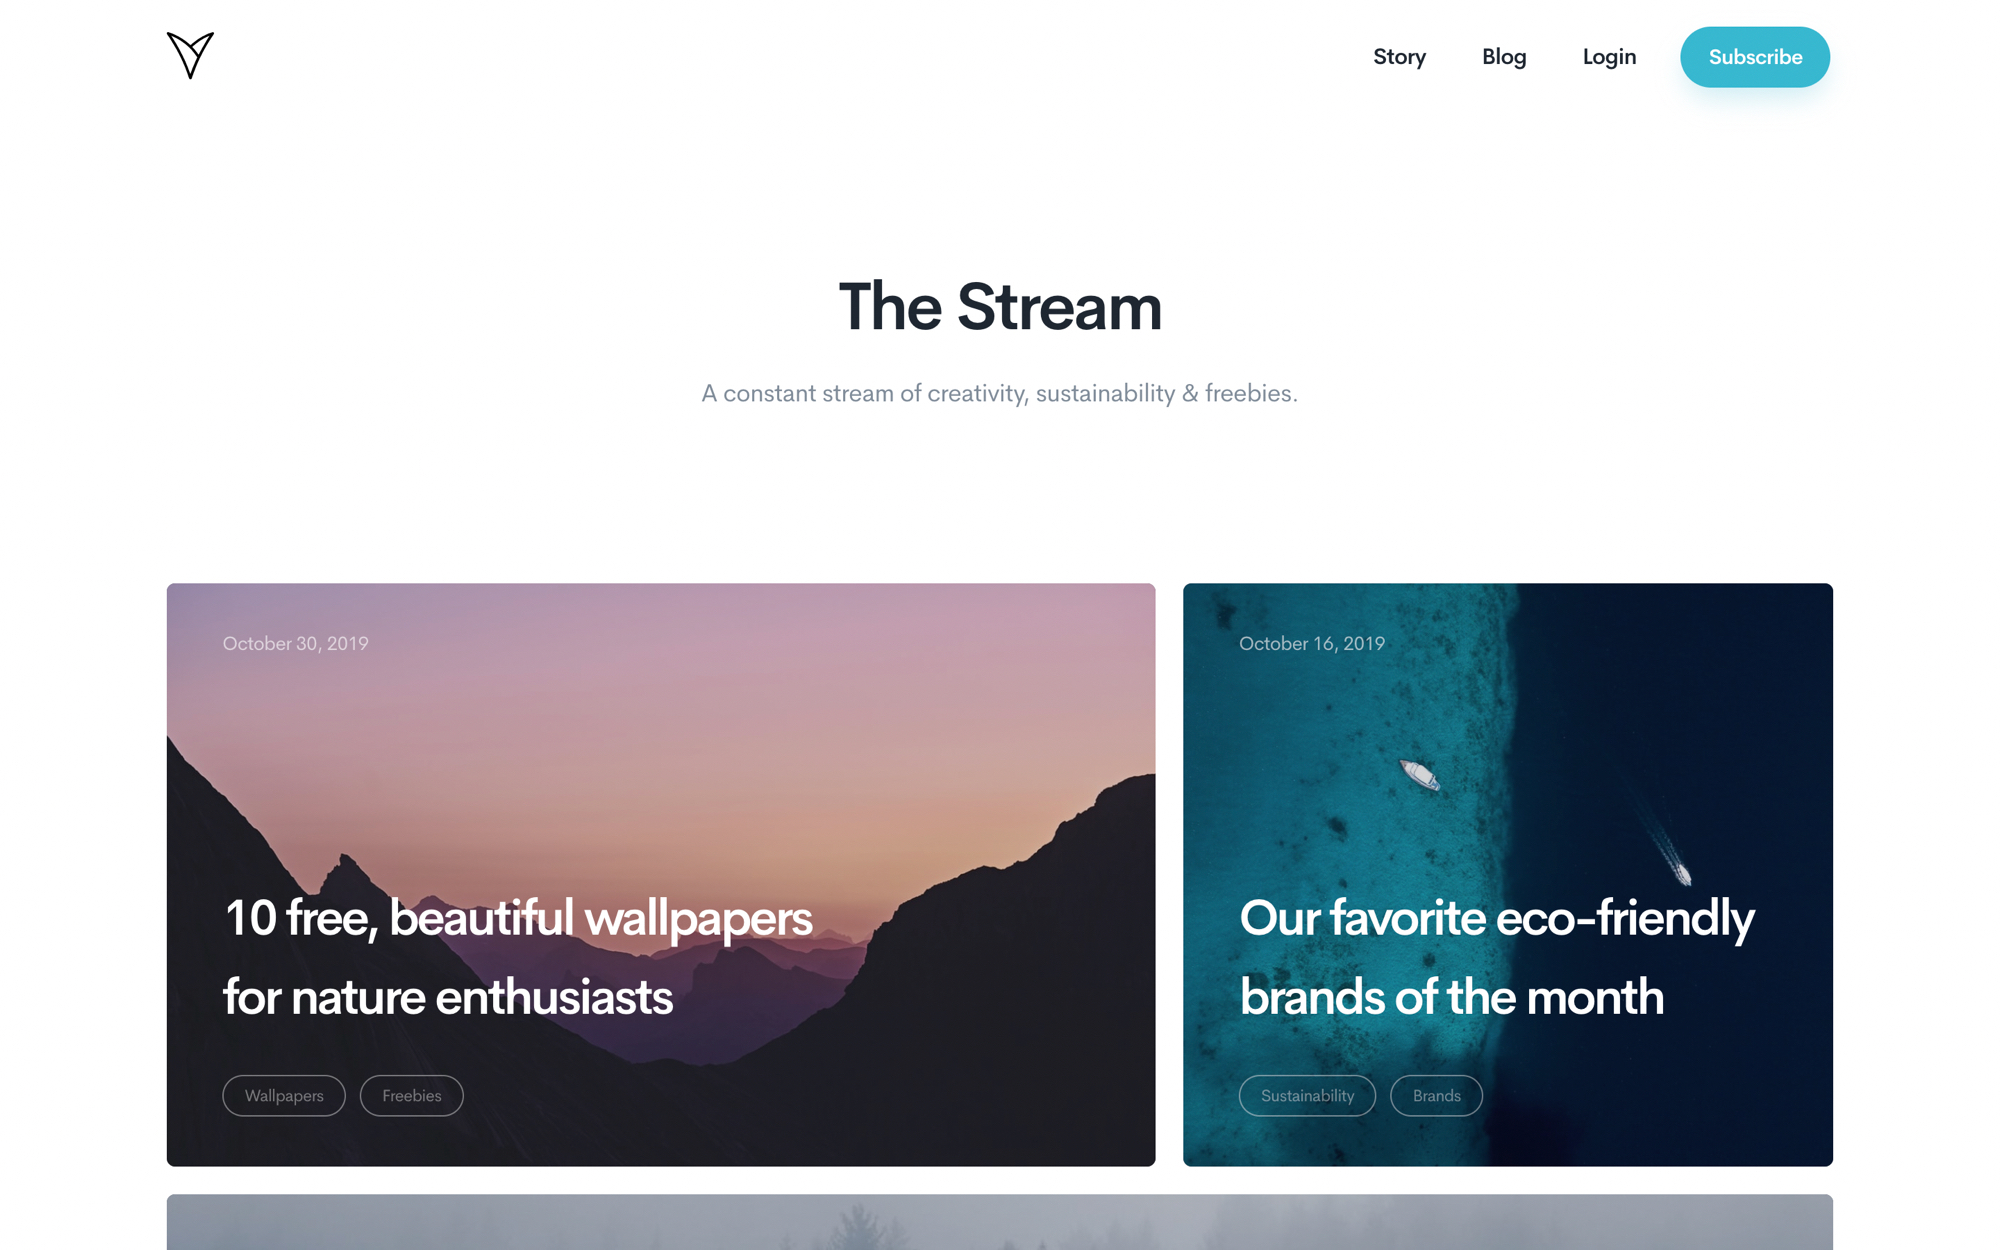 Story
Blog
Login
Subscribe
The Stream
A constant stream of creativity, sustainability & freebies.
October 30, 2019
10 free, beautiful wallpapers
for nature enthusiasts
Wallpapers
Freebies
October 16, 2019
Our favorite eco-friendly
brands of the month
Sustainability
Brands